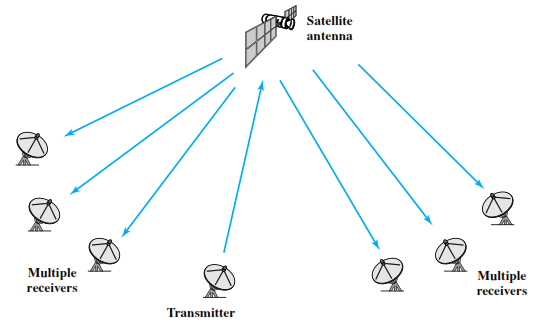 Satellite
antenna
Multiple
receivers
Transmitter
Multiple
receivers